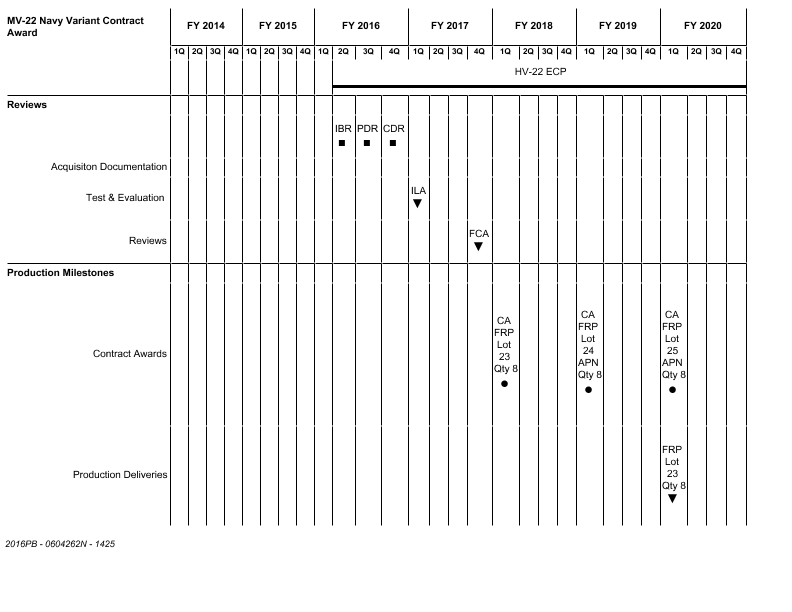 MV-22 Navy Variant Contract
Award
FY 2014 FY 2015 FY 2016 FY 2017 FY 2018 FY 2019 FY 2020
1Q 2Q 3Q 4Q 1Q 2Q 3Q 4Q 1Q 2Q 3Q 4Q 1Q 2Q 3Q 4Q 1Q 2Q 3Q 4Q 1Q 2Q 3Q 4Q 1Q 2Q 3Q 4Q
HV-22 ECP
Reviews
IBR PDR CDR
Acquisiton Documentation
ILA
Test & Evaluation
FCA
Reviews
Production Milestones
Contract Awards
CA
FRP
Lot
23
Qty 8
CA
FRP
Lot
24
APN
Qty 8
CA
FRP
Lot
25
APN
Qty 8
Production Deliveries
FRP
Lot
23
Qty 8
2016PB - 0604262N - 1425